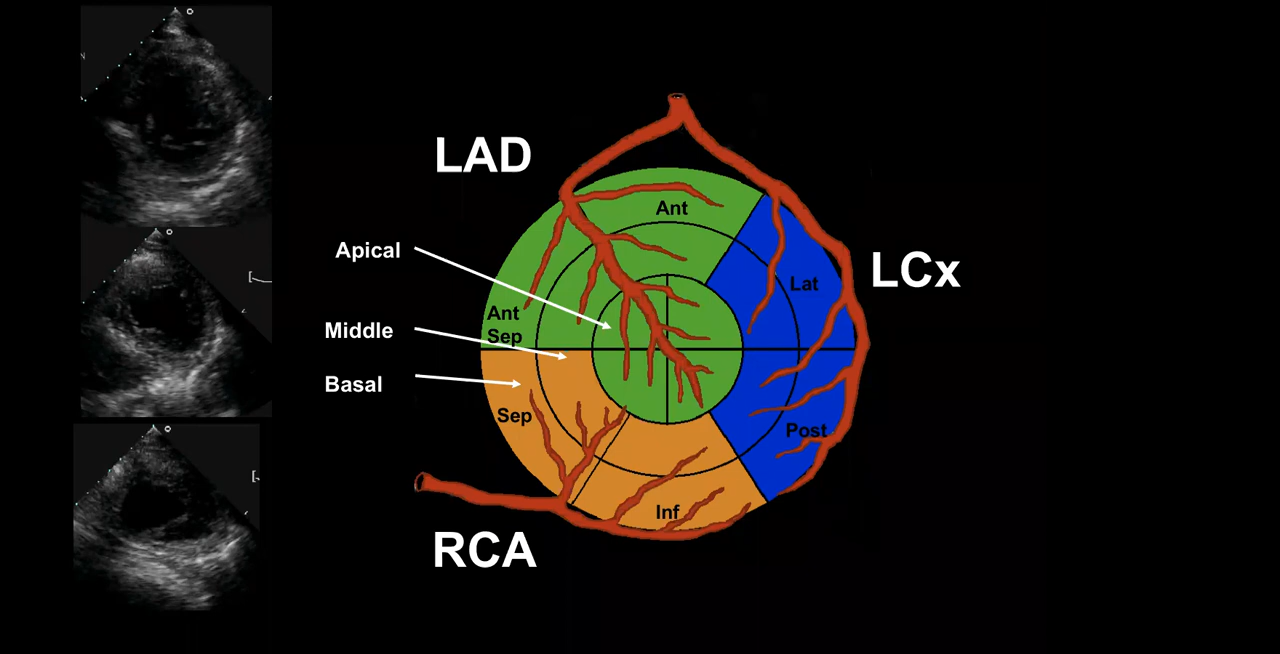 LAD
Ant
Apical
LCx
Lat
Ant
Sep
Middle
Basal
Sep
Post
Inf
RCA